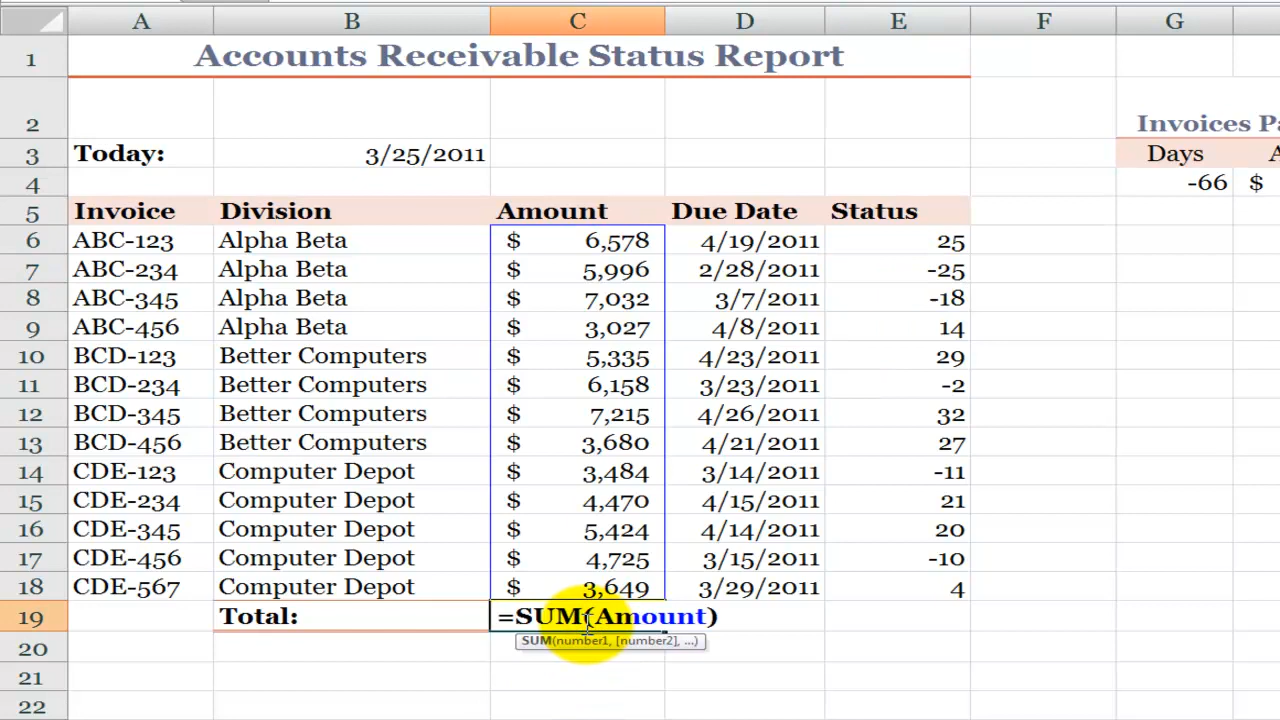 A B C D E F G
1 Accounts Receivable Status Report
2 Invoices Pa
3 Today: 3/25/2011 Days A
4 -66 $
5 Invoice Division Amount Due Date Status
6 ABC-123 Alpha Beta $ 6,578 4/19/2011 25
7 ABC-234 Alpha Beta $ 5,996 2/28/2011 -25
8 ABC-345 Alpha Beta $ 7,032 3/7/2011 -18
9 ABC-456 Alpha Beta $ 3,027 4/8/2011 14
10 BCD-123 Better Computers $ 5,335 4/23/2011 29
11 BCD-234 Better Computers $ 6,158 3/23/2011 -2
12 BCD-345 Better Computers $ 7,215 4/26/2011 32
13 BCD-456 Better Computers $ 3,680 4/21/2011 27
14 CDE-123 Computer Depot $ 3,484 3/14/2011 -11
15 CDE-234 Computer Depot $ 4,470 4/15/2011 21
16 CDE-345 Computer Depot $ 5,424 4/14/2011 20
17 CDE-456 Computer Depot $ 4,725 3/15/2011 -10
18 CDE-567 Computer Depot $ 3,649 3/29/2011 4
19 Total: =SUM(Amount)
SUM(number1, [number2], ...)
20
21
22